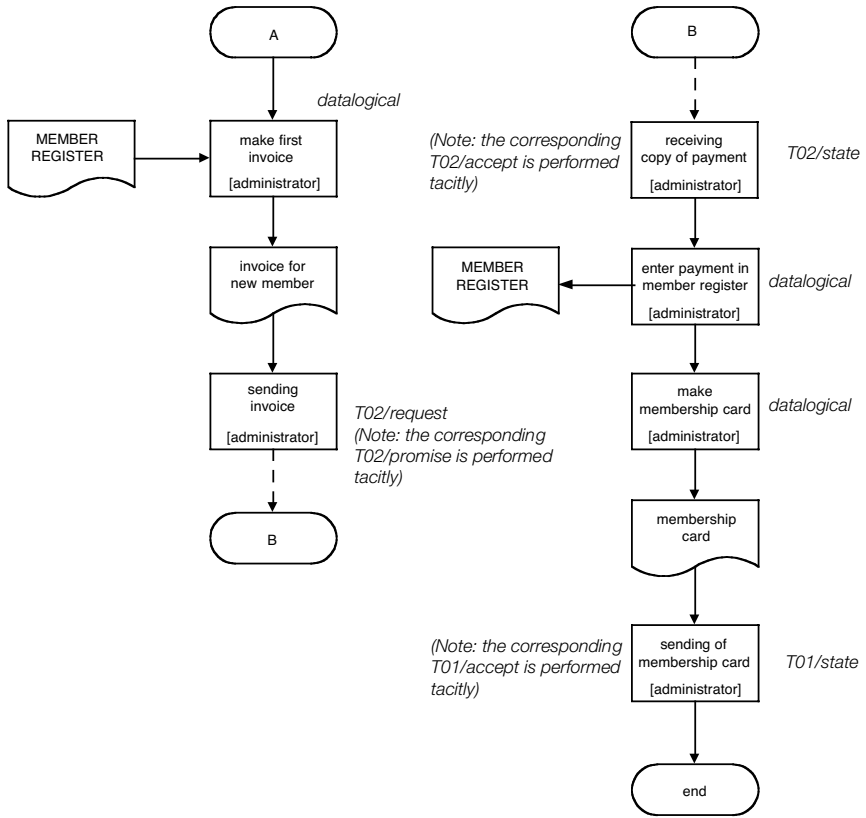 A
datalogical
MEMBER
REGISTER
make first
invoice
[administrator]
invoice for
new member
sending
invoice
[administrator]
T02/request
(Note: the corresponding
T02/promise is performed
tacitly)
B
B
(Note: the corresponding
T02/accept is performed
tacitly)
receiving
copy of payment
[administrator]
T02/state
MEMBER
REGISTER
enter payment in
member register
[administrator]
datalogical
make
membership card
[administrator]
datalogical
membership
card
(Note: the corresponding
T01/accept is performed
tacitly)
sending of
membership card
[administrator]
T01/state
end